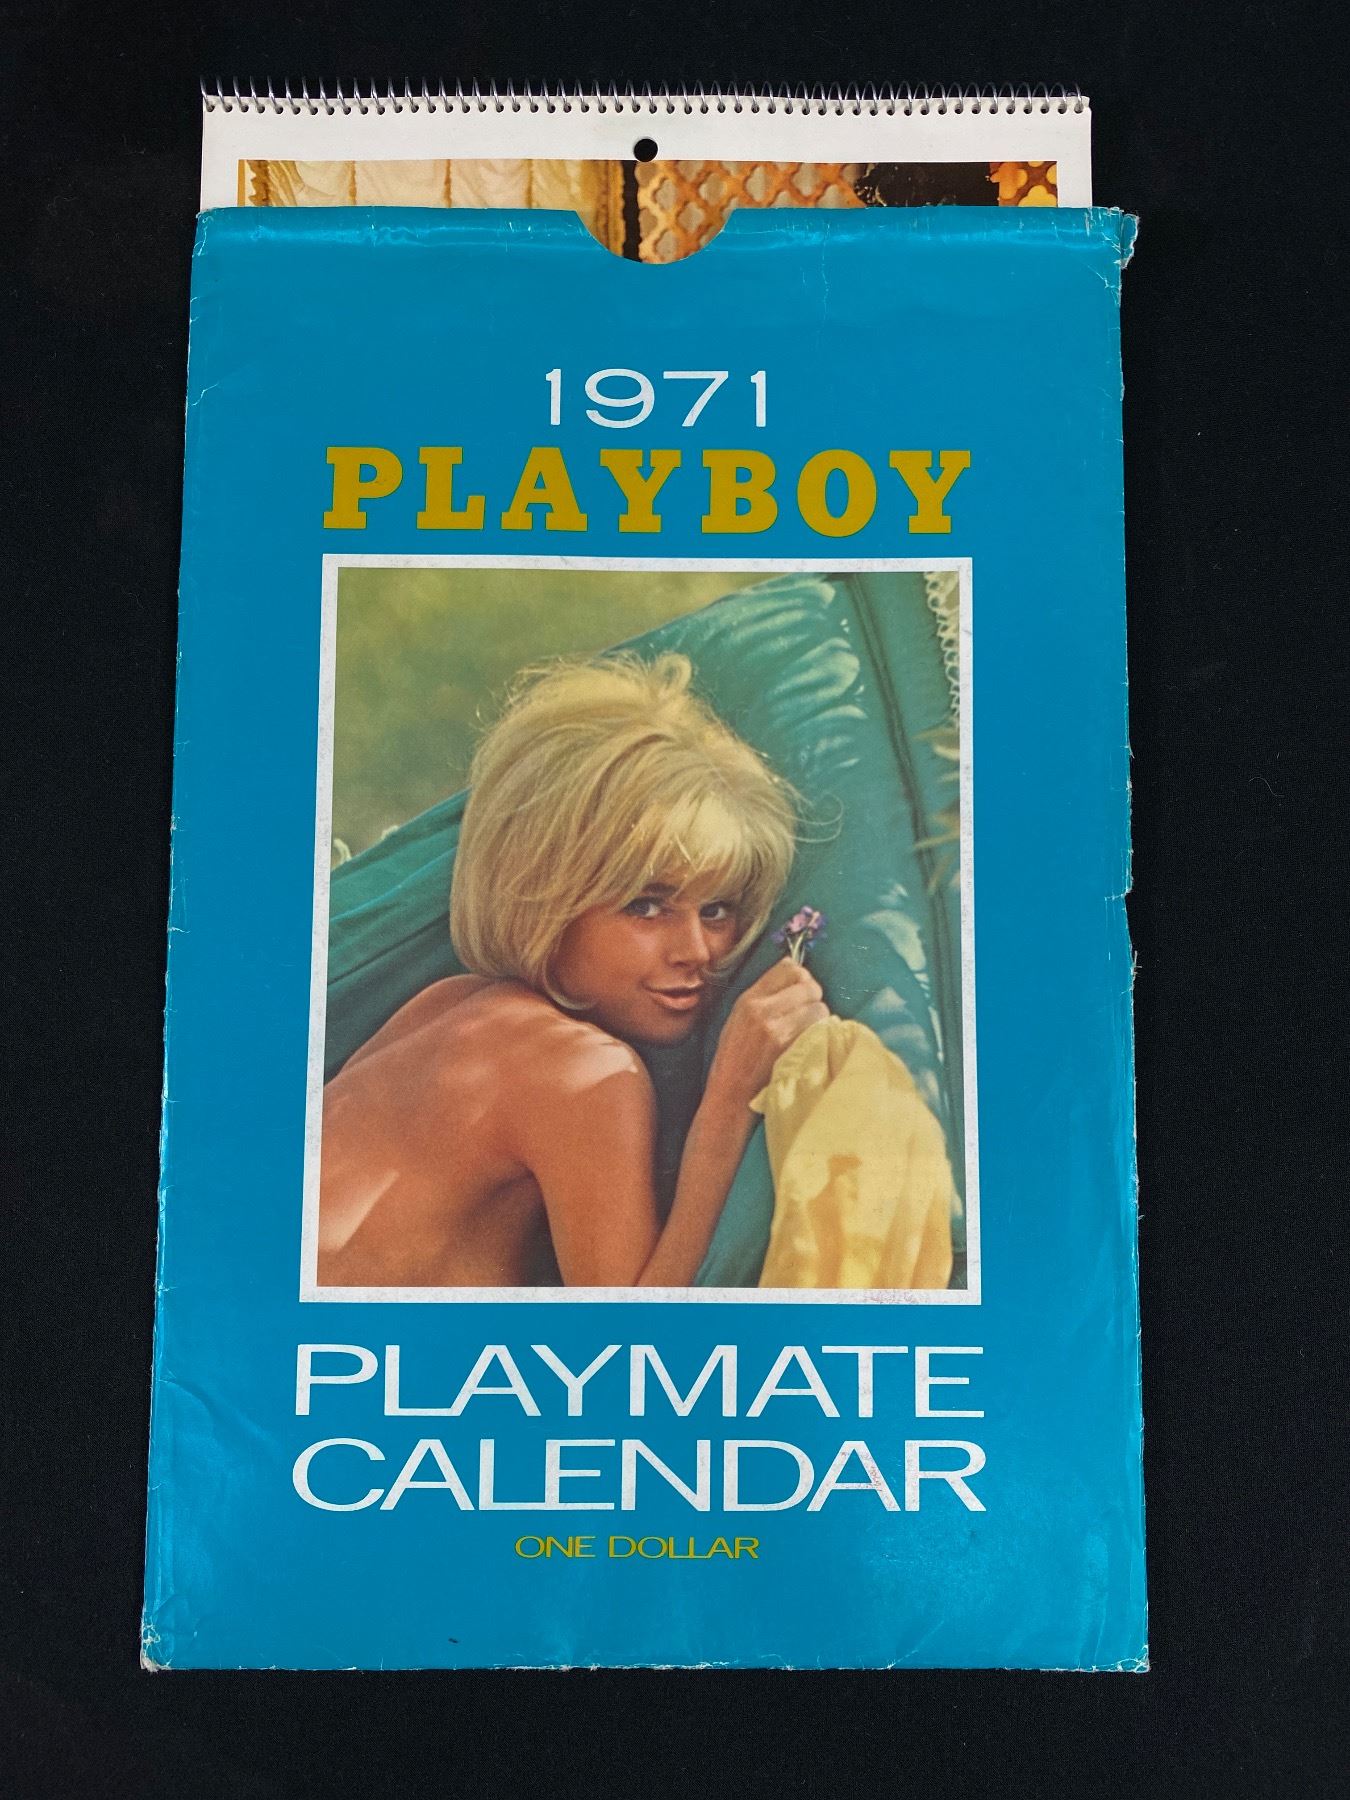 1971
PLAYBOY
PLAYMATE
CALENDAR
ONE DOLLAR